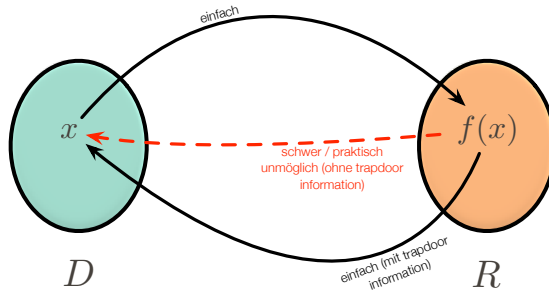 einfach
x
f(x)
schwer / praktisch
unmöglich (ohne trapdoor
information)
einfach (mit trapdoor
information)
D
R